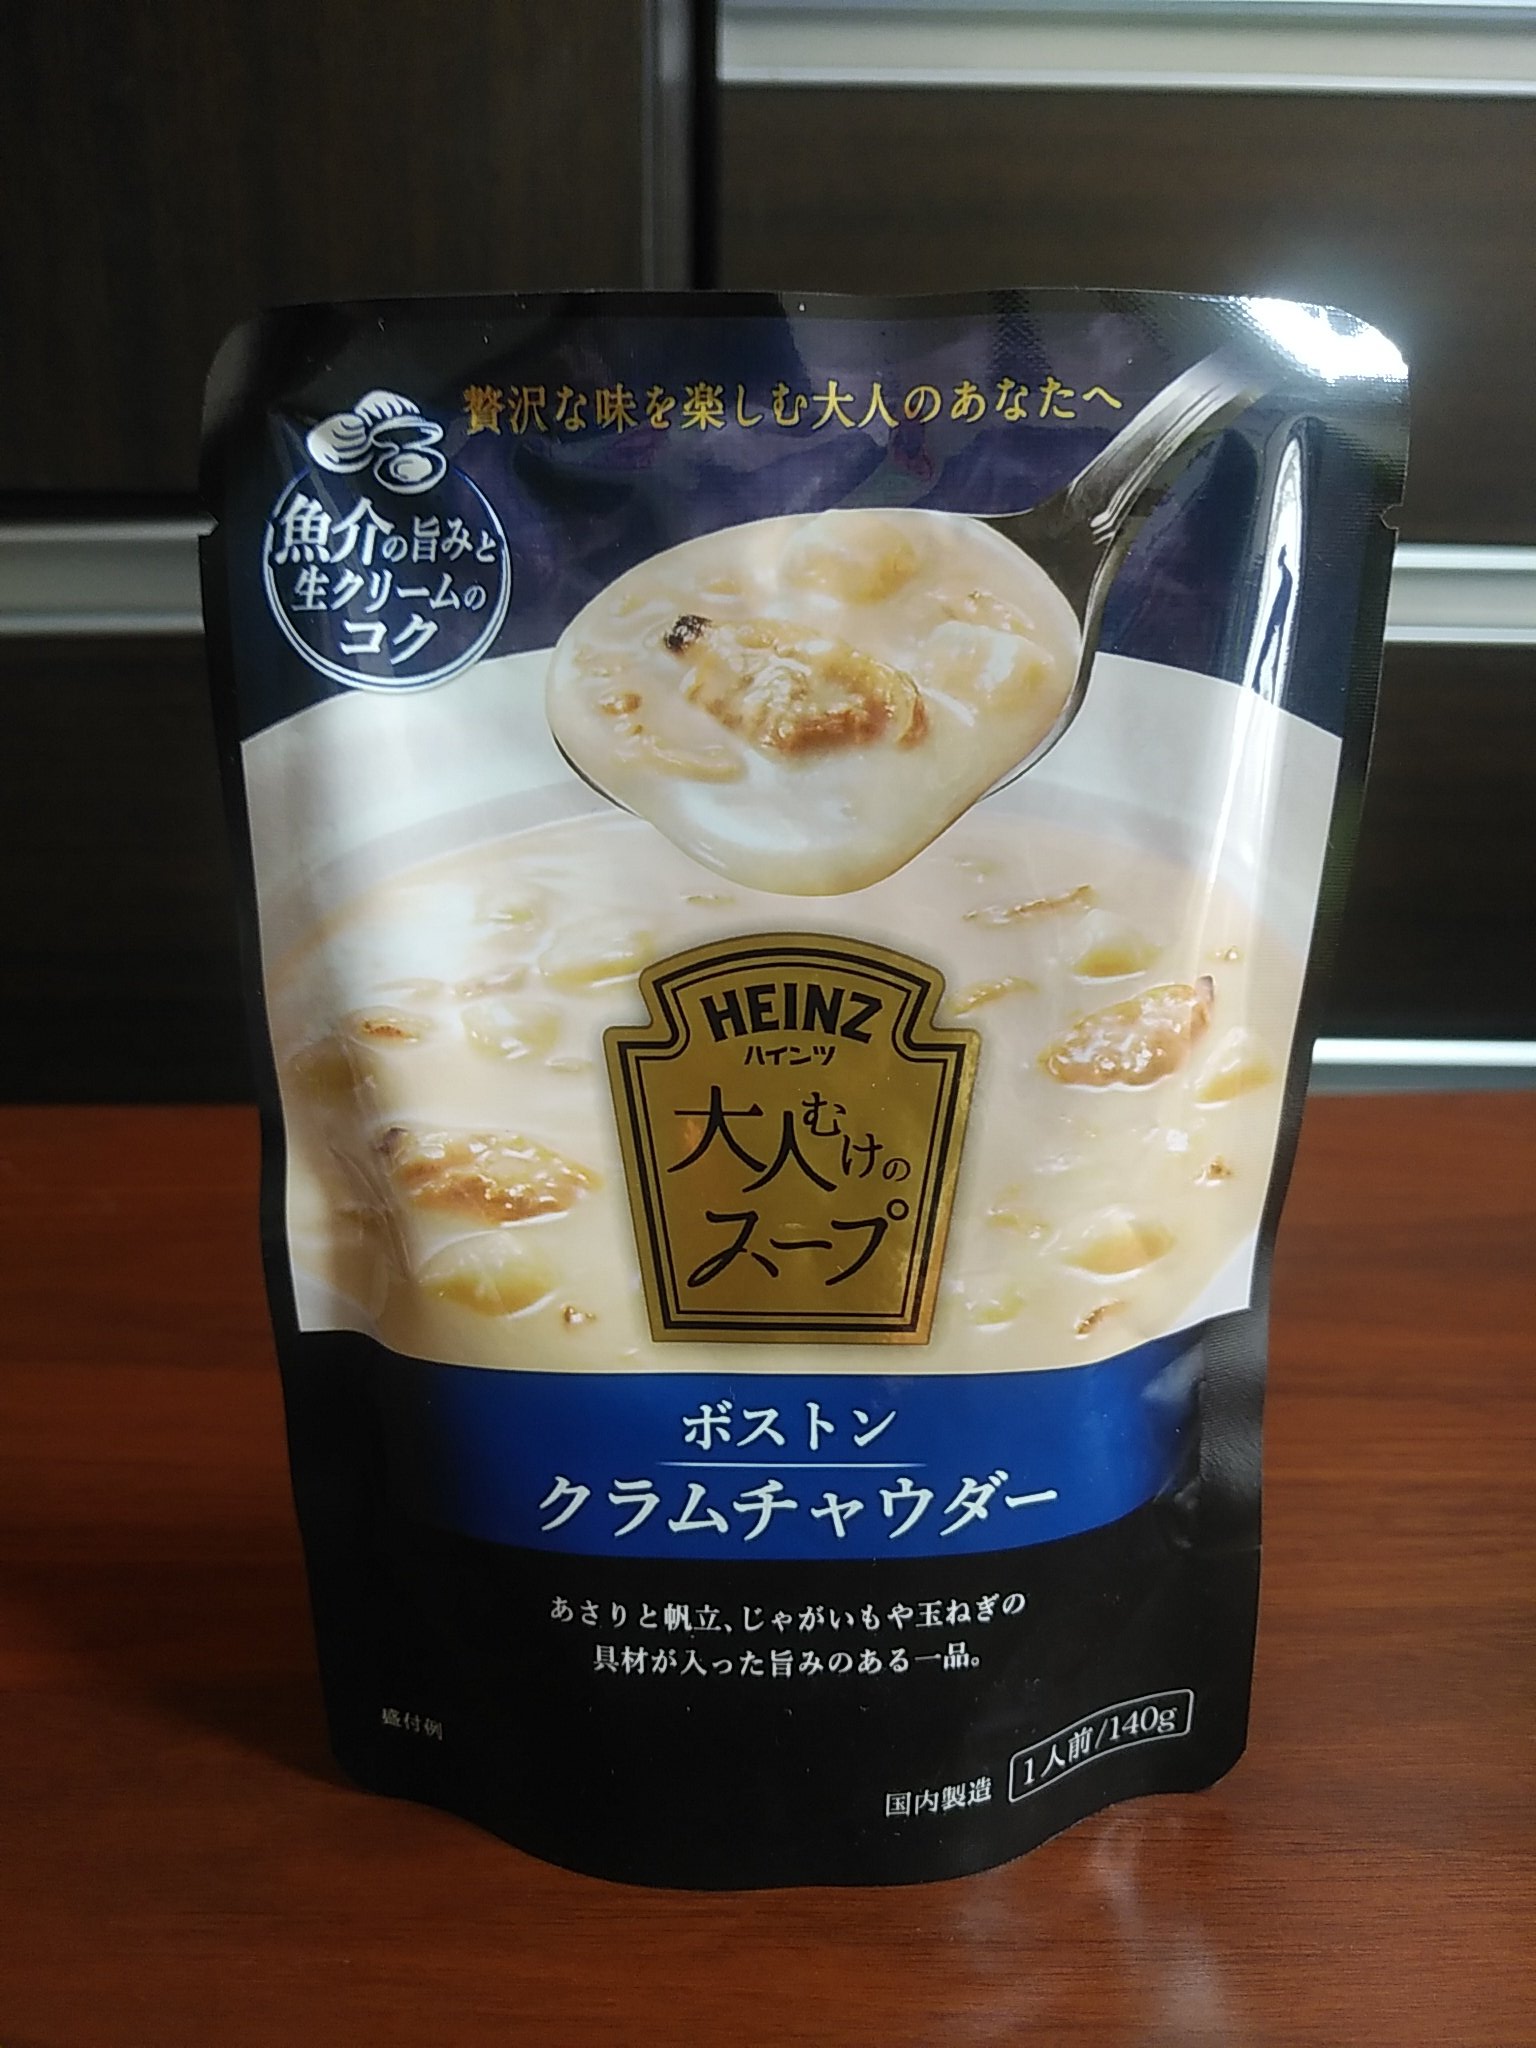 贅沢な味を楽しむ大人のあなたへ
魚介の旨みと
生クリームの
コク
HEINZ
ハインツ
大人むけの
スープ
ボストン
クラムチャウダー
あさりと帆立、じゃがいもや玉ねぎの
具材が入った旨みのある一品。
盛付例
国内製造
1人前/140g